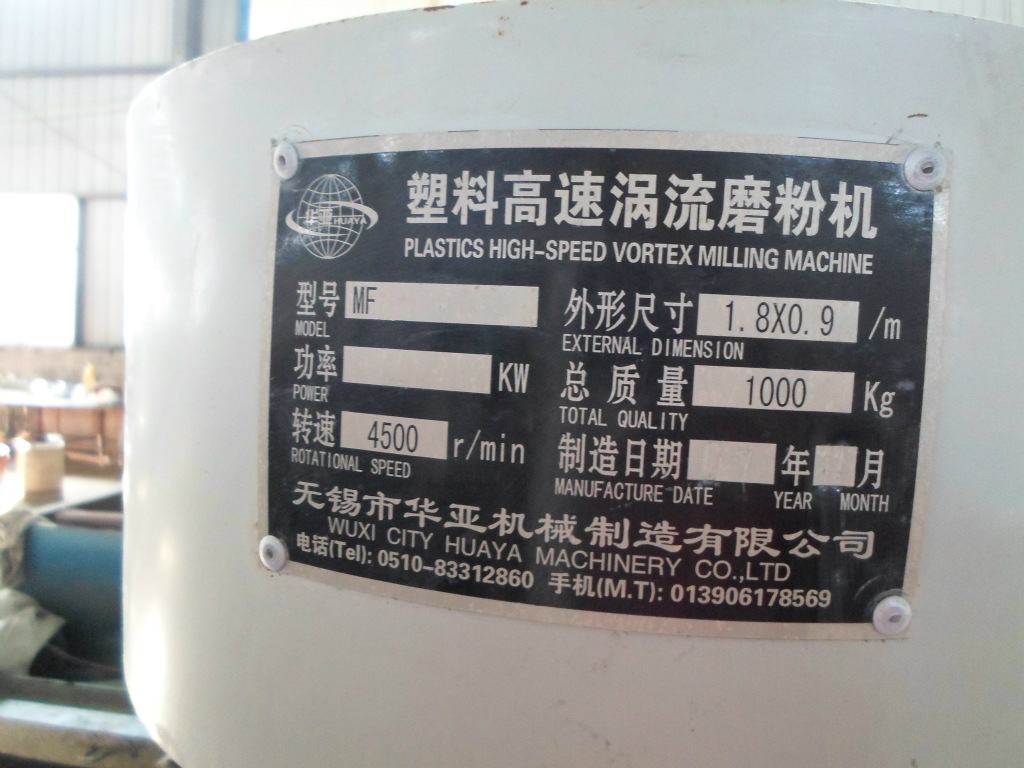 华亚 HUAYA
塑料高速涡流磨粉机
PLASTICS HIGH-SPEED VORTEX MILLING MACHINE
型号 MF
MODEL
外形尺寸 1.8X0.9 /m
EXTERNAL DIMENSION
功率 KW
POWER
总质量 1000 Kg
TOTAL QUALITY
转速 4500 r/min
ROTATIONAL SPEED
制造日期 年 月
MANUFACTURE DATE YEAR MONTH
无锡市华亚机械制造有限公司
WUXI CITY HUAYA MACHINERY CO.,LTD
电话(Tel): 0510-83312860 手机(M.T): 013906178569